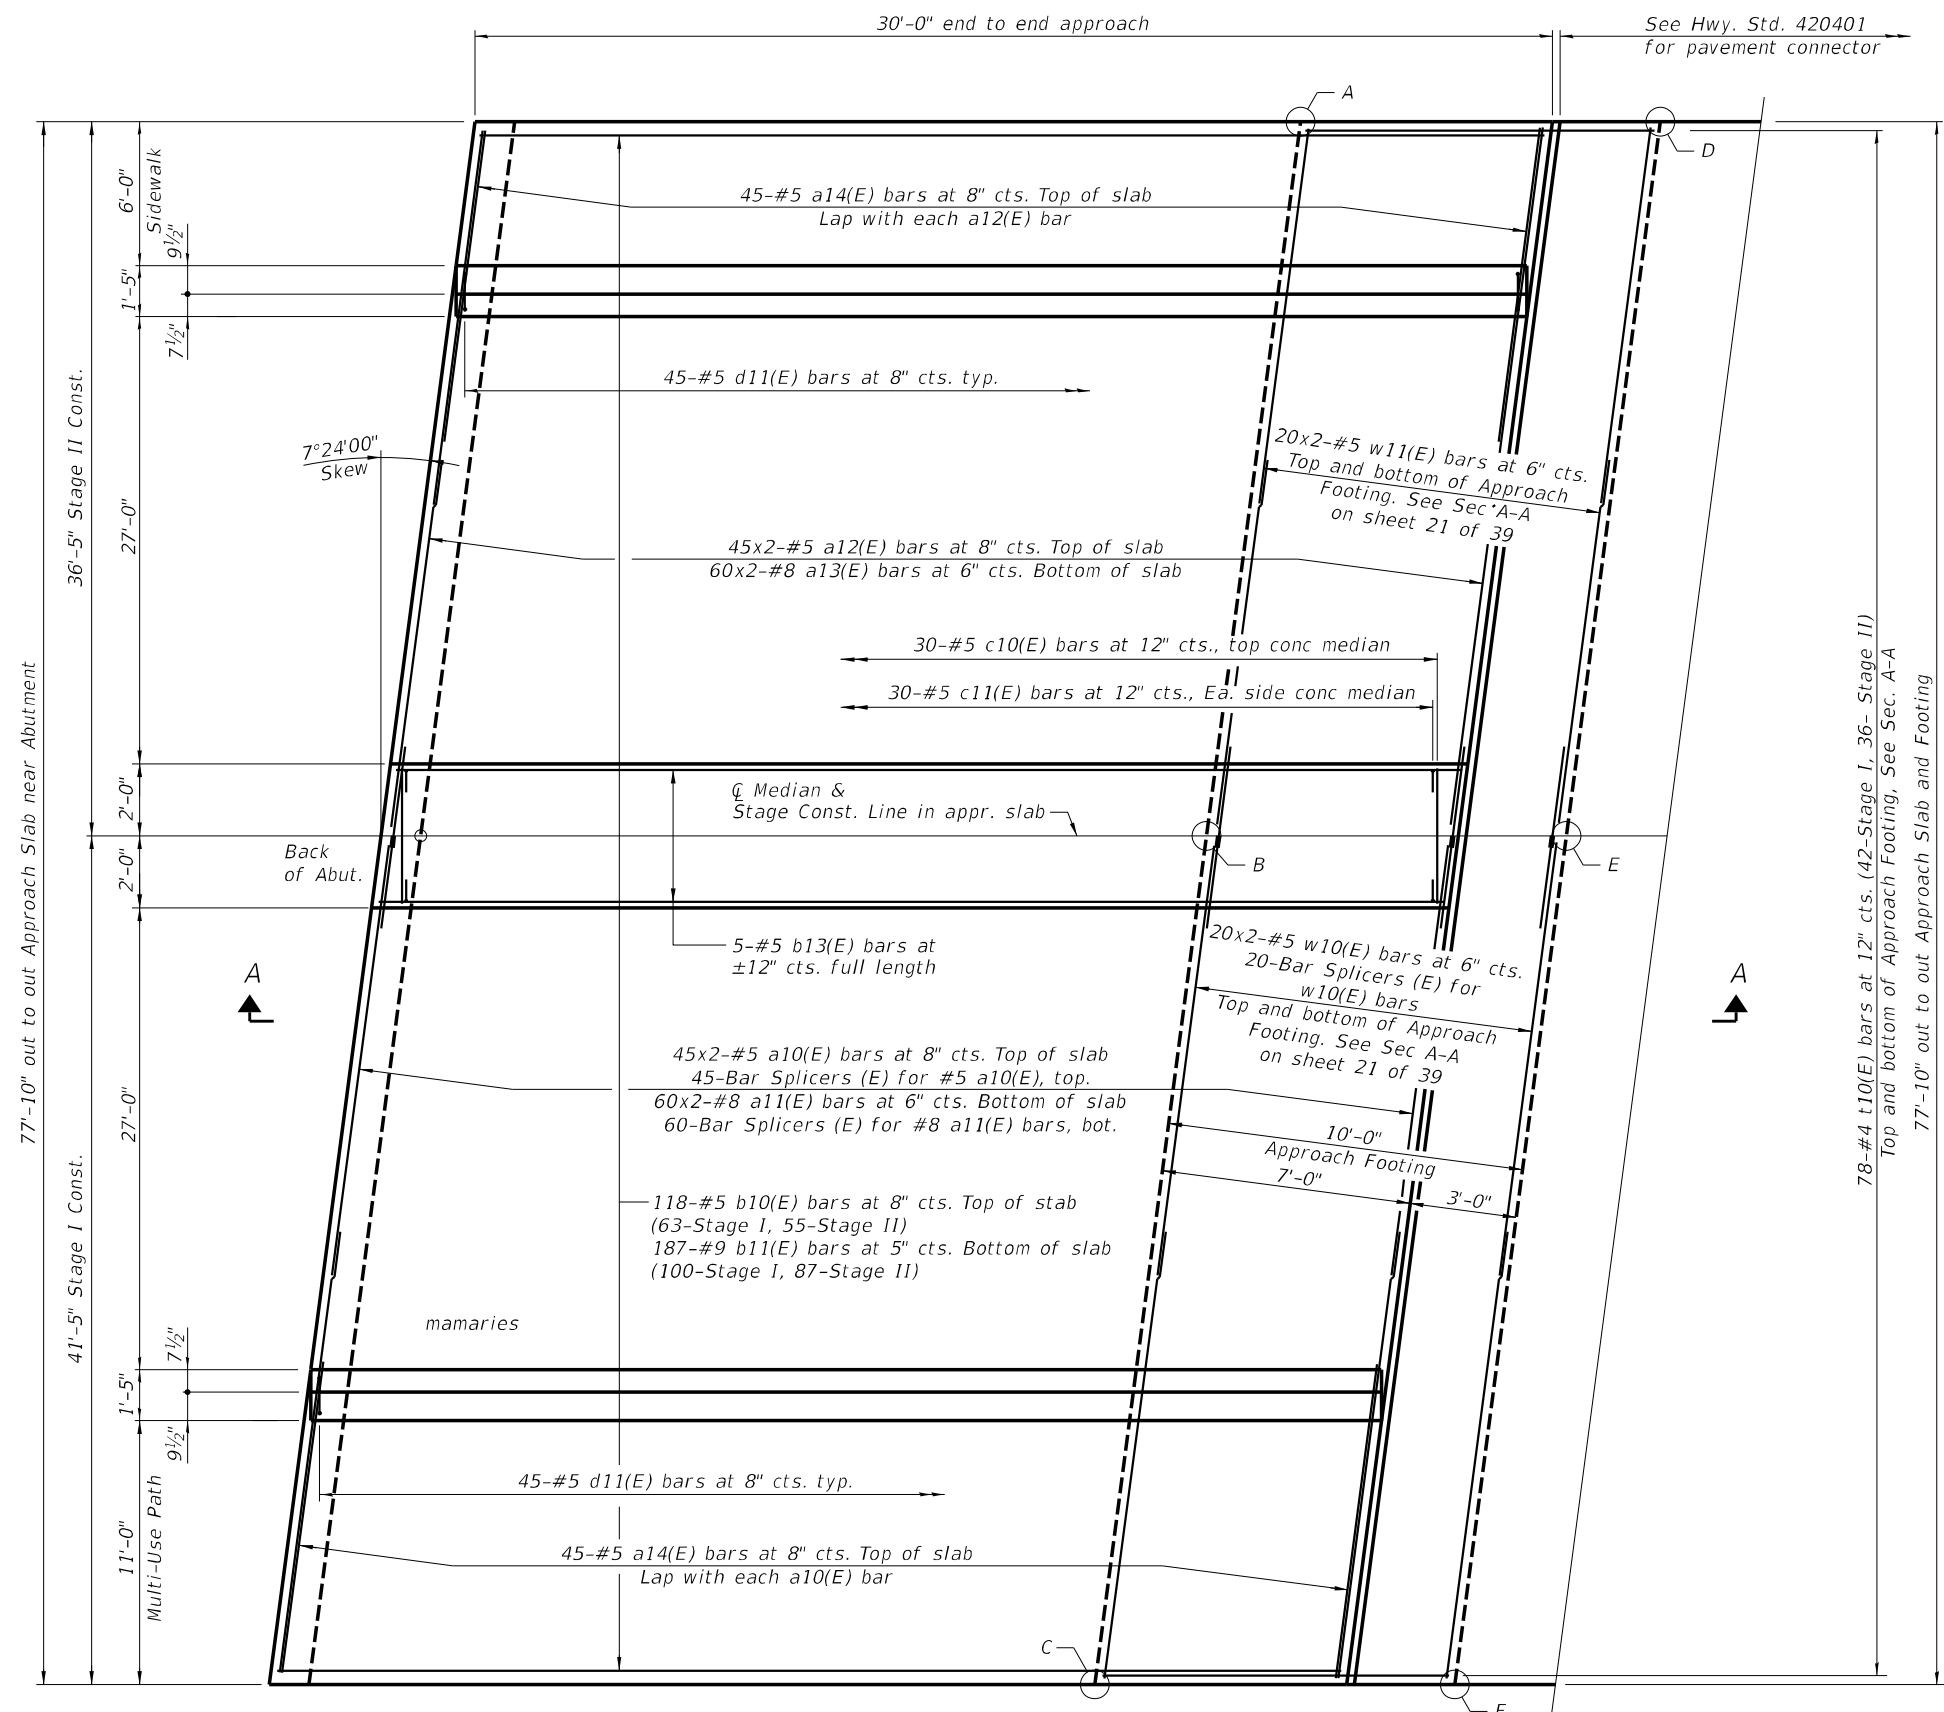 30'-0" end to end approach
See Hwy. Std. 420401
for pavement connector
A
D
6'-0"
Sidewalk
9½"
1'-5"
7½"
45-#5 a14(E) bars at 8" cts. Top of slab
Lap with each a12(E) bar
45-#5 d11(E) bars at 8" cts. typ.
36'-5" Stage II Const.
27'-0"
7°24'00"
Skew
20x2-#5 w11(E) bars at 6" cts.
Top and bottom of Approach
Footing. See Sec A-A
on sheet 21 of 39
45x2-#5 a12(E) bars at 8" cts. Top of slab
60x2-#8 a13(E) bars at 6" cts. Bottom of slab
30-#5 c10(E) bars at 12" cts., top conc median
30-#5 c11(E) bars at 12" cts., Ea. side conc median
77'-10" out to out Approach Slab near Abutment
2'-0"
2'-0"
℄ Median &
Stage Const. Line in appr. slab
Back
of Abut.
B
E
78-#4 t10(E) bars at 12" cts. (42-Stage I, 36- Stage II)
Top and bottom of Approach Footing, See Sec. A-A
77'-10" out to out Approach Slab and Footing
5-#5 b13(E) bars at
±12" cts. full length
A
A
20x2-#5 w10(E) bars at 6" cts.
20-Bar Splicers (E) for
w10(E) bars
Top and bottom of Approach
Footing. See Sec A-A
on sheet 21 of 39
45x2-#5 a10(E) bars at 8" cts. Top of slab
45-Bar Splicers (E) for #5 a10(E), top.
60x2-#8 a11(E) bars at 6" cts. Bottom of slab
60-Bar Splicers (E) for #8 a11(E) bars, bot.
27'-0"
41'-5" Stage I Const.
10'-0"
Approach Footing
7'-0"
3'-0"
118-#5 b10(E) bars at 8" cts. Top of stab
(63-Stage I, 55-Stage II)
187-#9 b11(E) bars at 5" cts. Bottom of slab
(100-Stage I, 87-Stage II)
mamaries
7½"
1'-5"
9½"
11'-0"
Multi-Use Path
45-#5 d11(E) bars at 8" cts. typ.
45-#5 a14(E) bars at 8" cts. Top of slab
Lap with each a10(E) bar
C